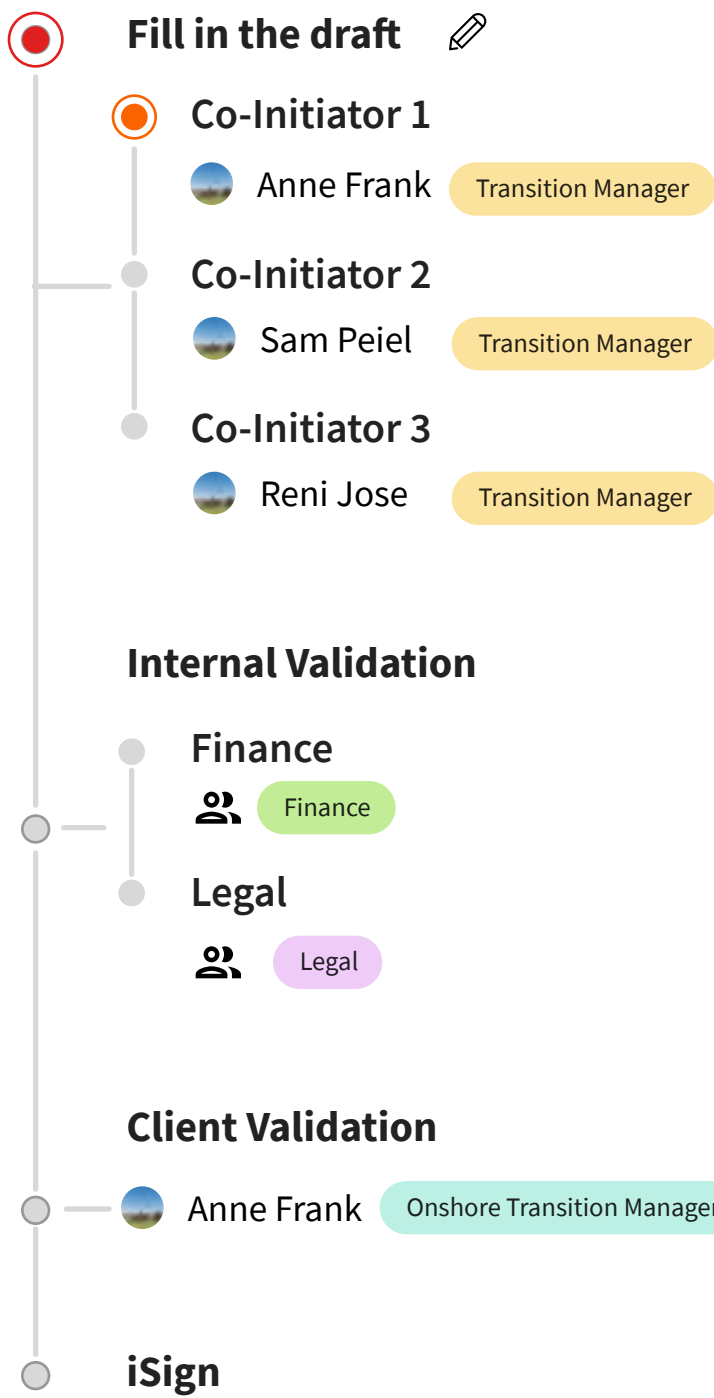 Fill in the draft
Co-Initiator 1
Anne Frank Transition Manager
Co-Initiator 2
Sam Peiel Transition Manager
Co-Initiator 3
Reni Jose Transition Manager
Internal Validation
Finance
Finance
Legal
Legal
Client Validation
Anne Frank Onshore Transition Manager
iSign